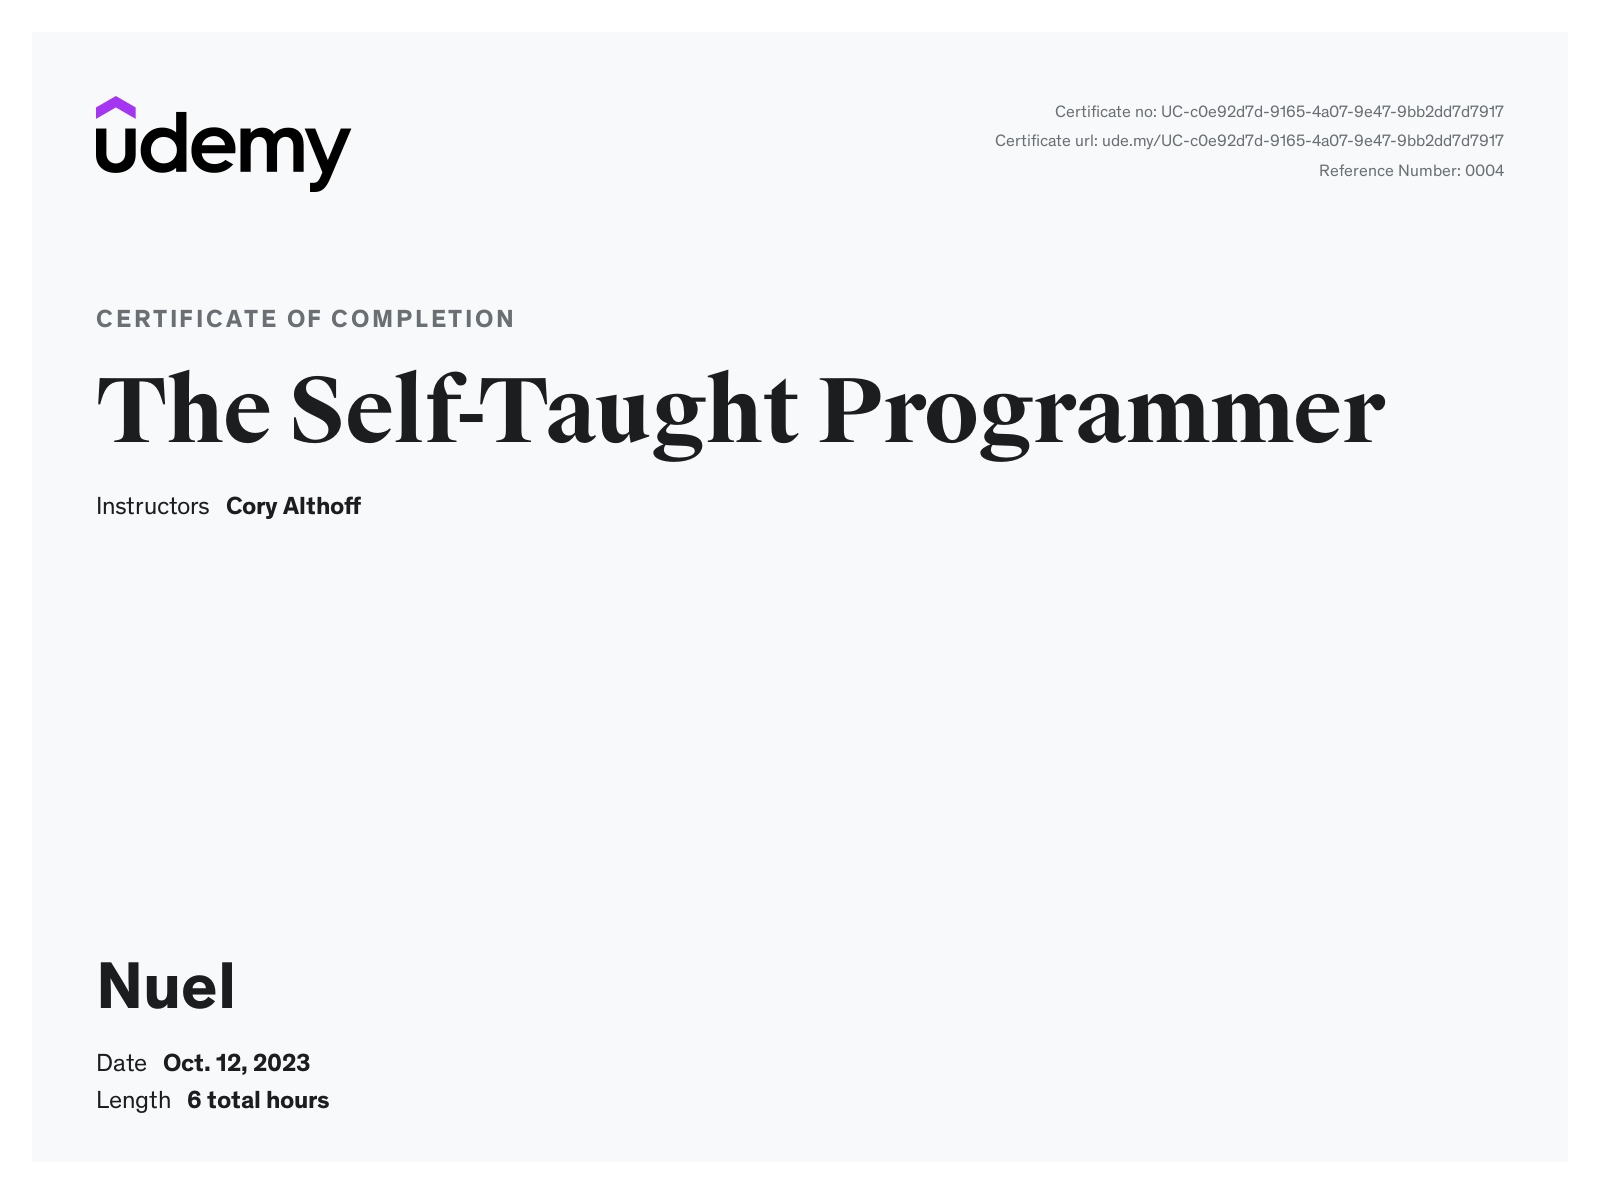 udemy
Certificate no: UC-c0e92d7d-9165-4a07-9e47-9bb2dd7d7917
Certificate url: ude.my/UC-c0e92d7d-9165-4a07-9e47-9bb2dd7d7917
Reference Number: 0004
CERTIFICATE OF COMPLETION
The Self-Taught Programmer
Instructors Cory Althoff
Nuel
Date Oct. 12, 2023
Length 6 total hours